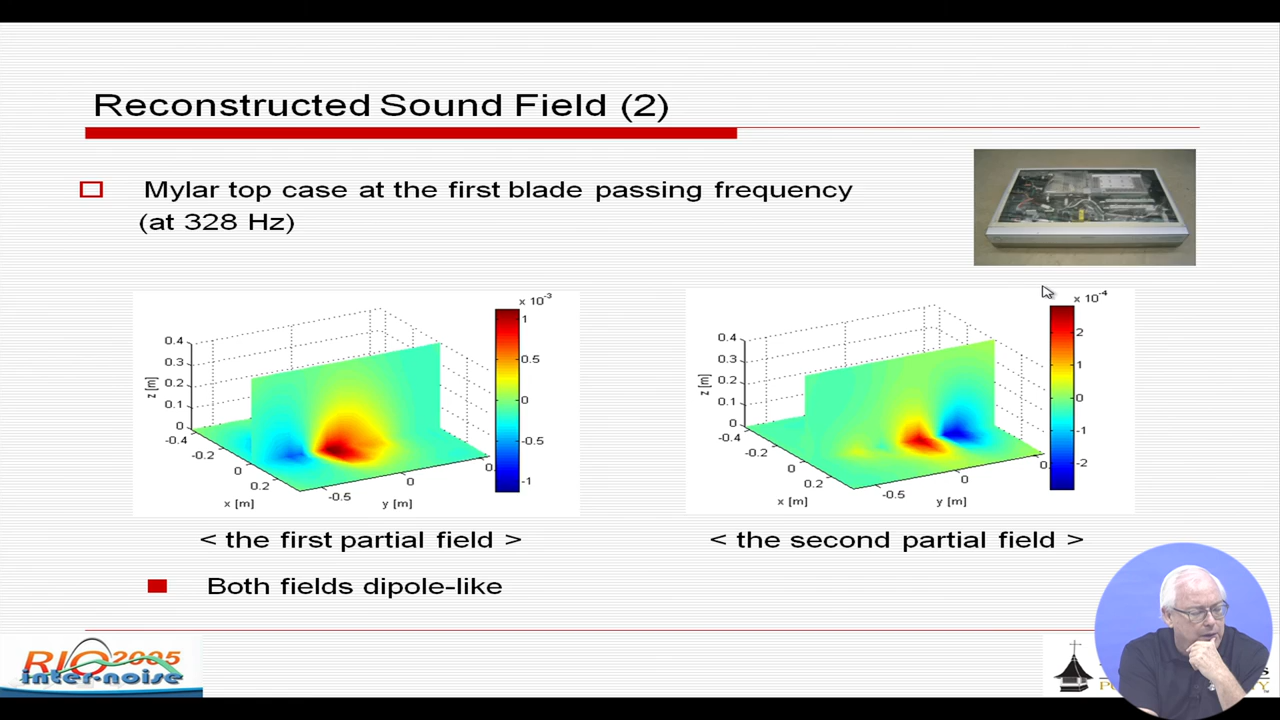 Reconstructed Sound Field (2)
Mylar top case at the first blade passing frequency
(at 328 Hz)
x 10-3
1
0.5
0
-0.5
-1
0.4
0.3
0.2
0.1
0
z [m]
-0.4
-0.2
0
0.2
x [m]
-0.5
0
0.
y [m]
x 10-4
2
1
0
-1
-2
0.4
0.3
0.2
0.1
0
z [m]
-0.4
-0.2
0
0.2
x [m]
-0.5
0
0.
y [m]
< the first partial field >
< the second partial field >
Both fields dipole-like
RIO 2005
inter-noise